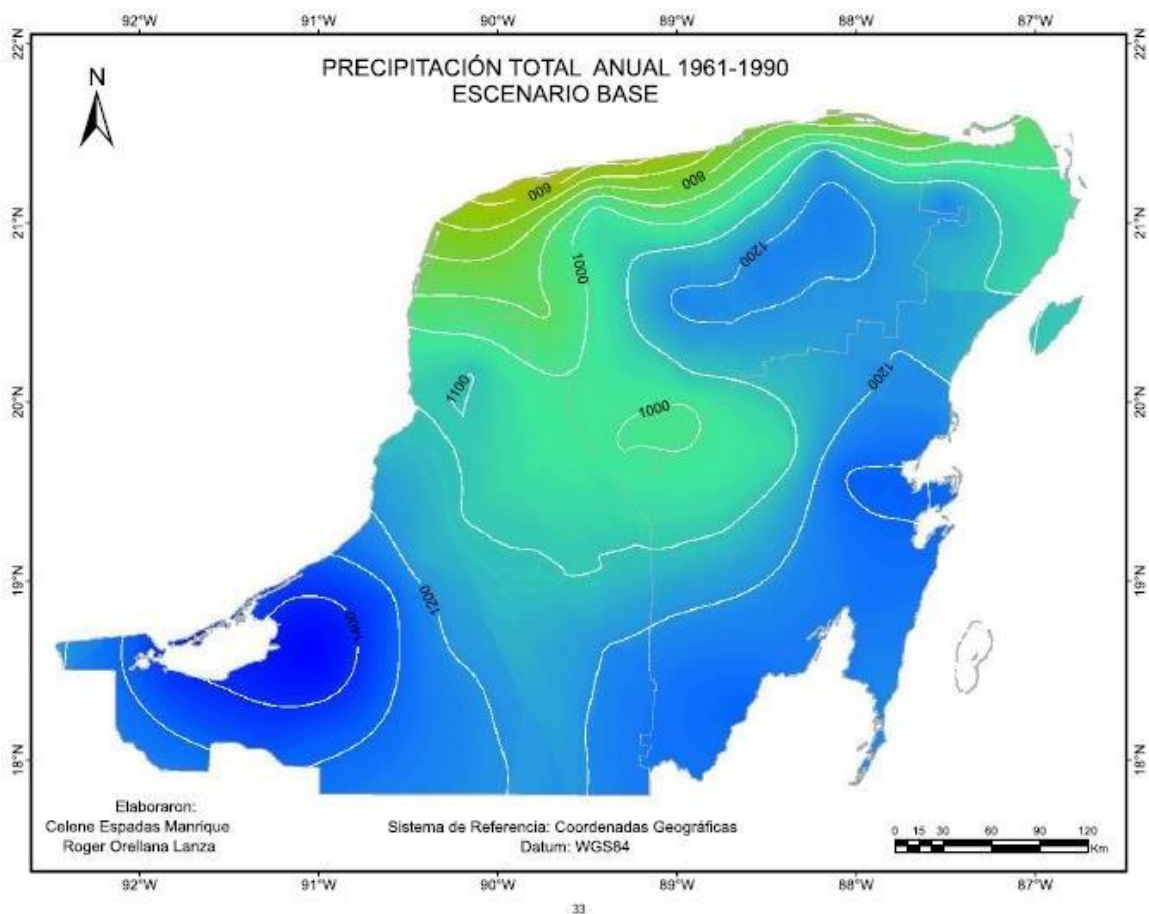 92°W 91°W 90°W 89°W 88°W 87°W
22°N 22°N
PRECIPITACIÓN TOTAL ANUAL 1961-1990
ESCENARIO BASE
N
600
800
21°N 21°N
1000
1200
1100
1200
20°N 20°N
1000
19°N 19°N
1200
1400
18°N 18°N
Elaboraron:
Celene Espadas Manrique
Roger Orellana Lanza
Sistema de Referencia: Coordenadas Geográficas
Datum: WGS84
0 15 30 60 90 120
Km
92°W 91°W 90°W 89°W 88°W 87°W
33